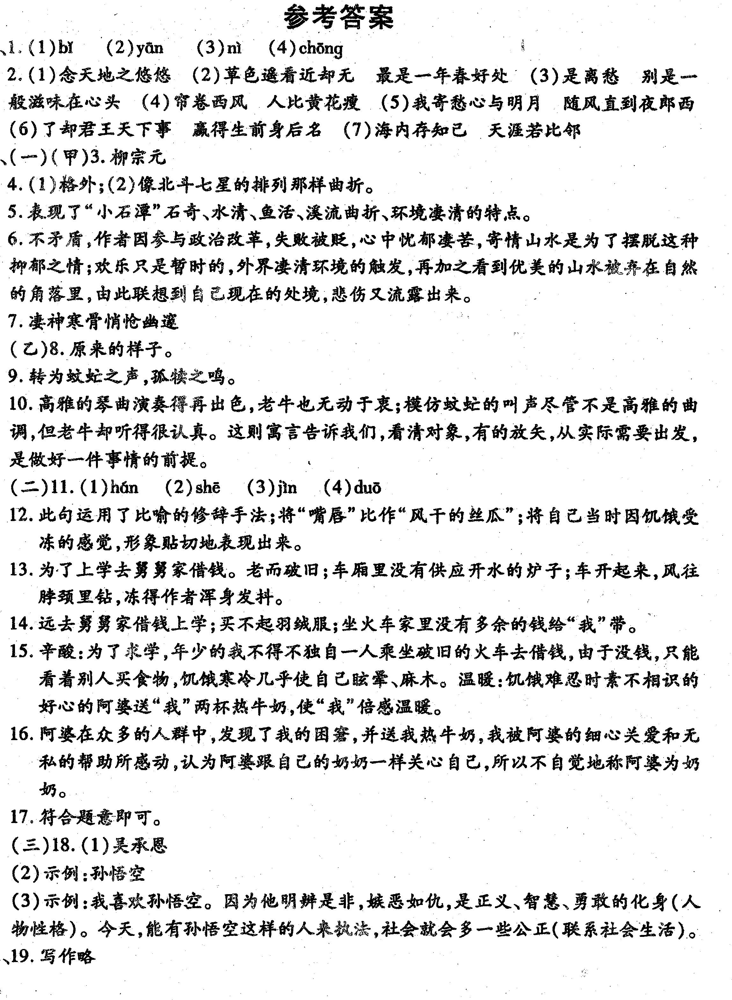 参考答案
、1. (1)bǐ (2)yān (3)nì (4)chōng
2. (1)念天地之悠悠 (2)草色遥看近却无 最是一年春好处 (3)是离愁 别是一
般滋味在心头 (4)帘卷西风 人比黄花瘦 (5)我寄愁心与明月 随风直到夜郎西
(6)了却君王天下事 赢得生前身后名 (7)海内存知己 天涯若比邻
、(一)(甲)3. 柳宗元
4. (1)格外;(2)像北斗七星的排列那样曲折。
5. 表现了“小石潭”石奇、水清、鱼活、溪流曲折、环境凄清的特点。
6. 不矛盾,作者因参与政治改革,失败被贬,心中忧郁凄苦,寄情山水是为了摆脱这种
抑郁之情;欢乐只是暂时的,外界凄清环境的触发,再加之看到优美的山水被弃在自然
的角落里,由此联想到自己现在的处境,悲伤又流露出来。
7. 凄神寒骨悄怆幽邃
(乙)8. 原来的样子。
9. 转为蚊虻之声,孤犊之鸣。
10. 高雅的琴曲演奏得再出色,老牛也无动于衷;模仿蚊虻的叫声尽管不是高雅的曲
调,但老牛却听得很认真。这则寓言告诉我们,看清对象,有的放矢,从实际需要出发,
是做好一件事情的前提。
(二)11. (1)hán (2)shē (3)jìn (4)duō
12. 此句运用了比喻的修辞手法;将“嘴唇”比作“风干的丝瓜”;将自己当时因饥饿受
冻的感觉,形象贴切地表现出来。
13. 为了上学去舅舅家借钱。老而破旧;车厢里没有供应开水的炉子;车开起来,风往
脖颈里钻,冻得作者浑身发抖。
14. 远去舅舅家借钱上学;买不起羽绒服;坐火车家里没有多余的钱给“我”带。
15. 辛酸:为了求学,年少的我不得不独自一人乘坐破旧的火车去借钱,由于没钱,只能
看着别人买食物,饥饿寒冷几乎使自己眩晕、麻木。温暖:饥饿难忍时素不相识的
好心的阿婆送“我”两杯热牛奶,使“我”倍感温暖。
16. 阿婆在众多的人群中,发现了我的困窘,并送我热牛奶,我被阿婆的细心关爱和无
私的帮助所感动,认为阿婆跟自己的奶奶一样关心自己,所以不自觉地称阿婆为奶
奶。
17. 符合题意即可。
(三)18. (1)吴承恩
(2)示例:孙悟空
(3)示例:我喜欢孙悟空。因为他明辨是非,嫉恶如仇,是正义、智慧、勇敢的化身(人
物性格)。今天,能有孙悟空这样的人来执法,社会就会多一些公正(联系社会生活)。
、19. 写作略